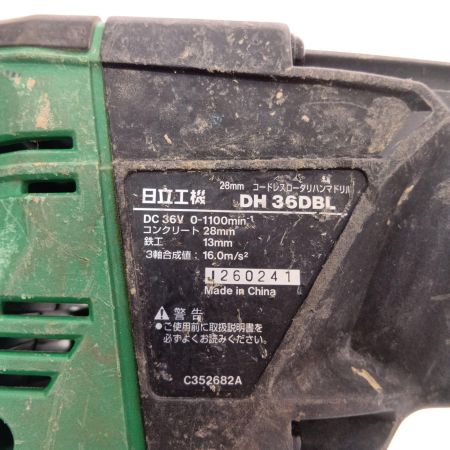 28mm コードレスロータリハンマドリル
日立工機 DH 36DBL
DC 36V 0-1100min⁻¹
コンクリート 28mm
鉄工 13mm
3軸合成値: 16.0m/s²
J260241
Made in China
⚠ 警告
●ご使用前に取扱説明書を
必ずよくお読みください。
C352682A